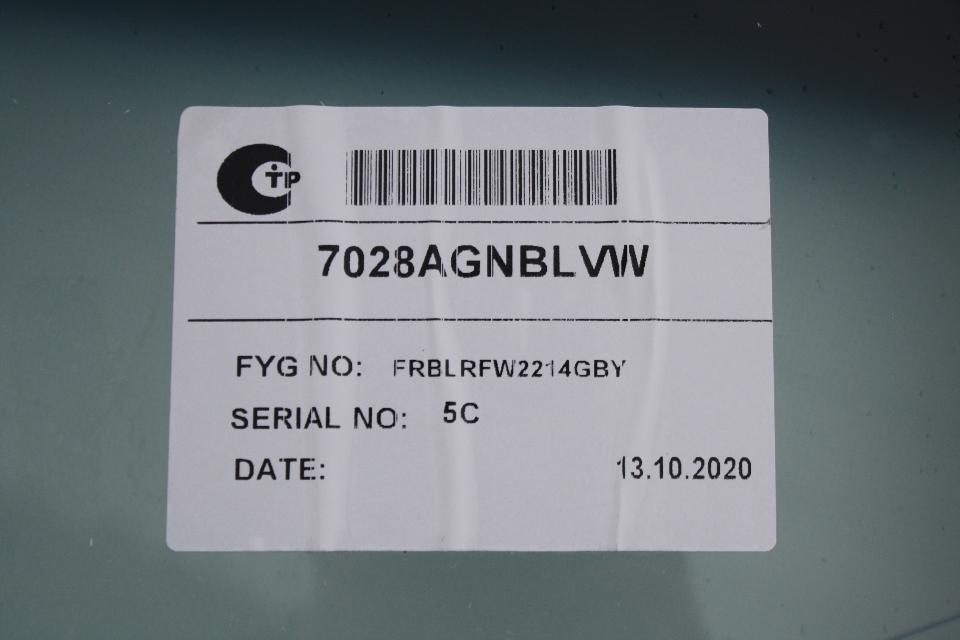 TP
7028AGNBLVW
FYG NO: FRBLRFW2214GBY
SERIAL NO: 5C
DATE: 13.10.2020